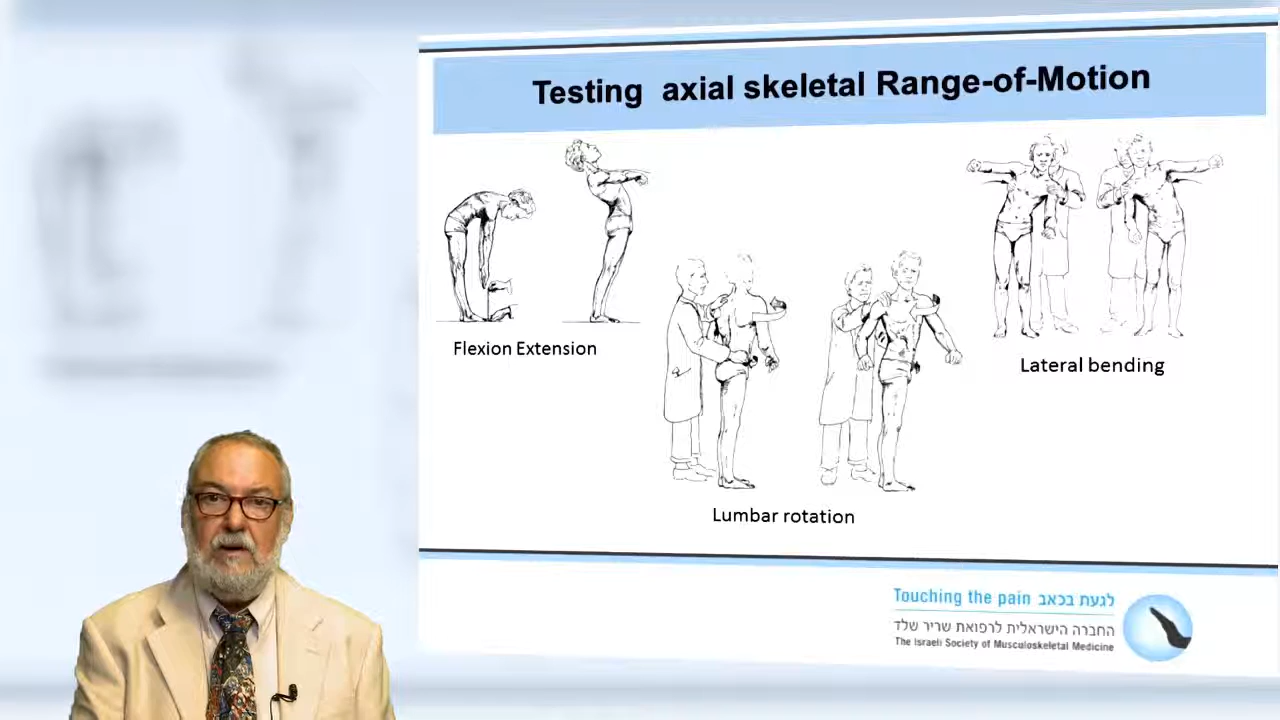 Testing axial skeletal Range-of-Motion
Flexion Extension
Lateral bending
Lumbar rotation
Touching the pain לגעת בכאב
החברה הישראלית לרפואת שריר שלד
The Israeli Society of Musculoskeletal Medicine